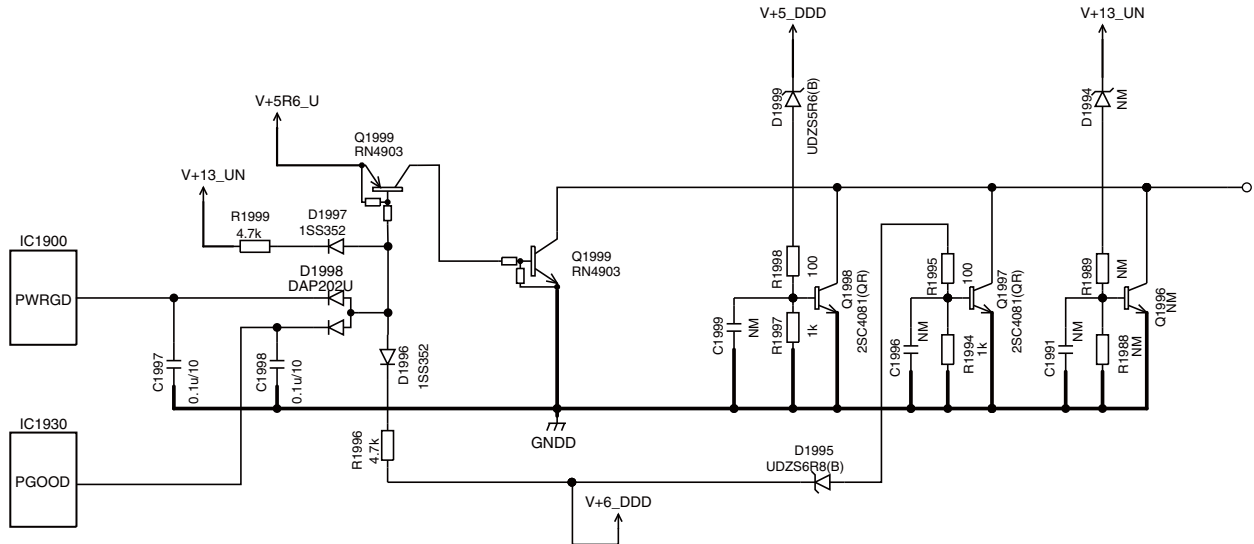 V+5_DDD
V+13_UN
D1999
UDZS5R6(B)
D1994
NM
V+5R6_U
Q1999
RN4903
V+13_UN
R1999
4.7k
D1997
1SS352
IC1900
PWRGD
D1998
DAP202U
Q1999
RN4903
R1998
100
Q1998
2SC4081(QR)
R1995
100
Q1997
2SC4081(QR)
R1989
NM
Q1996
NM
C1997
0.1u/10
C1998
0.1u/10
D1996
1SS352
C1999
NM
R1997
1k
C1996
NM
R1994
1k
C1991
NM
R1988
NM
IC1930
PGOOD
R1996
4.7k
GNDD
D1995
UDZS6R8(B)
V+6_DDD